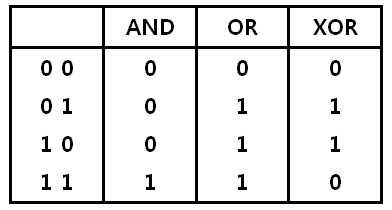 AND OR XOR
0 0 0 0 0
0 1 0 1 1
1 0 0 1 1
1 1 1 1 0